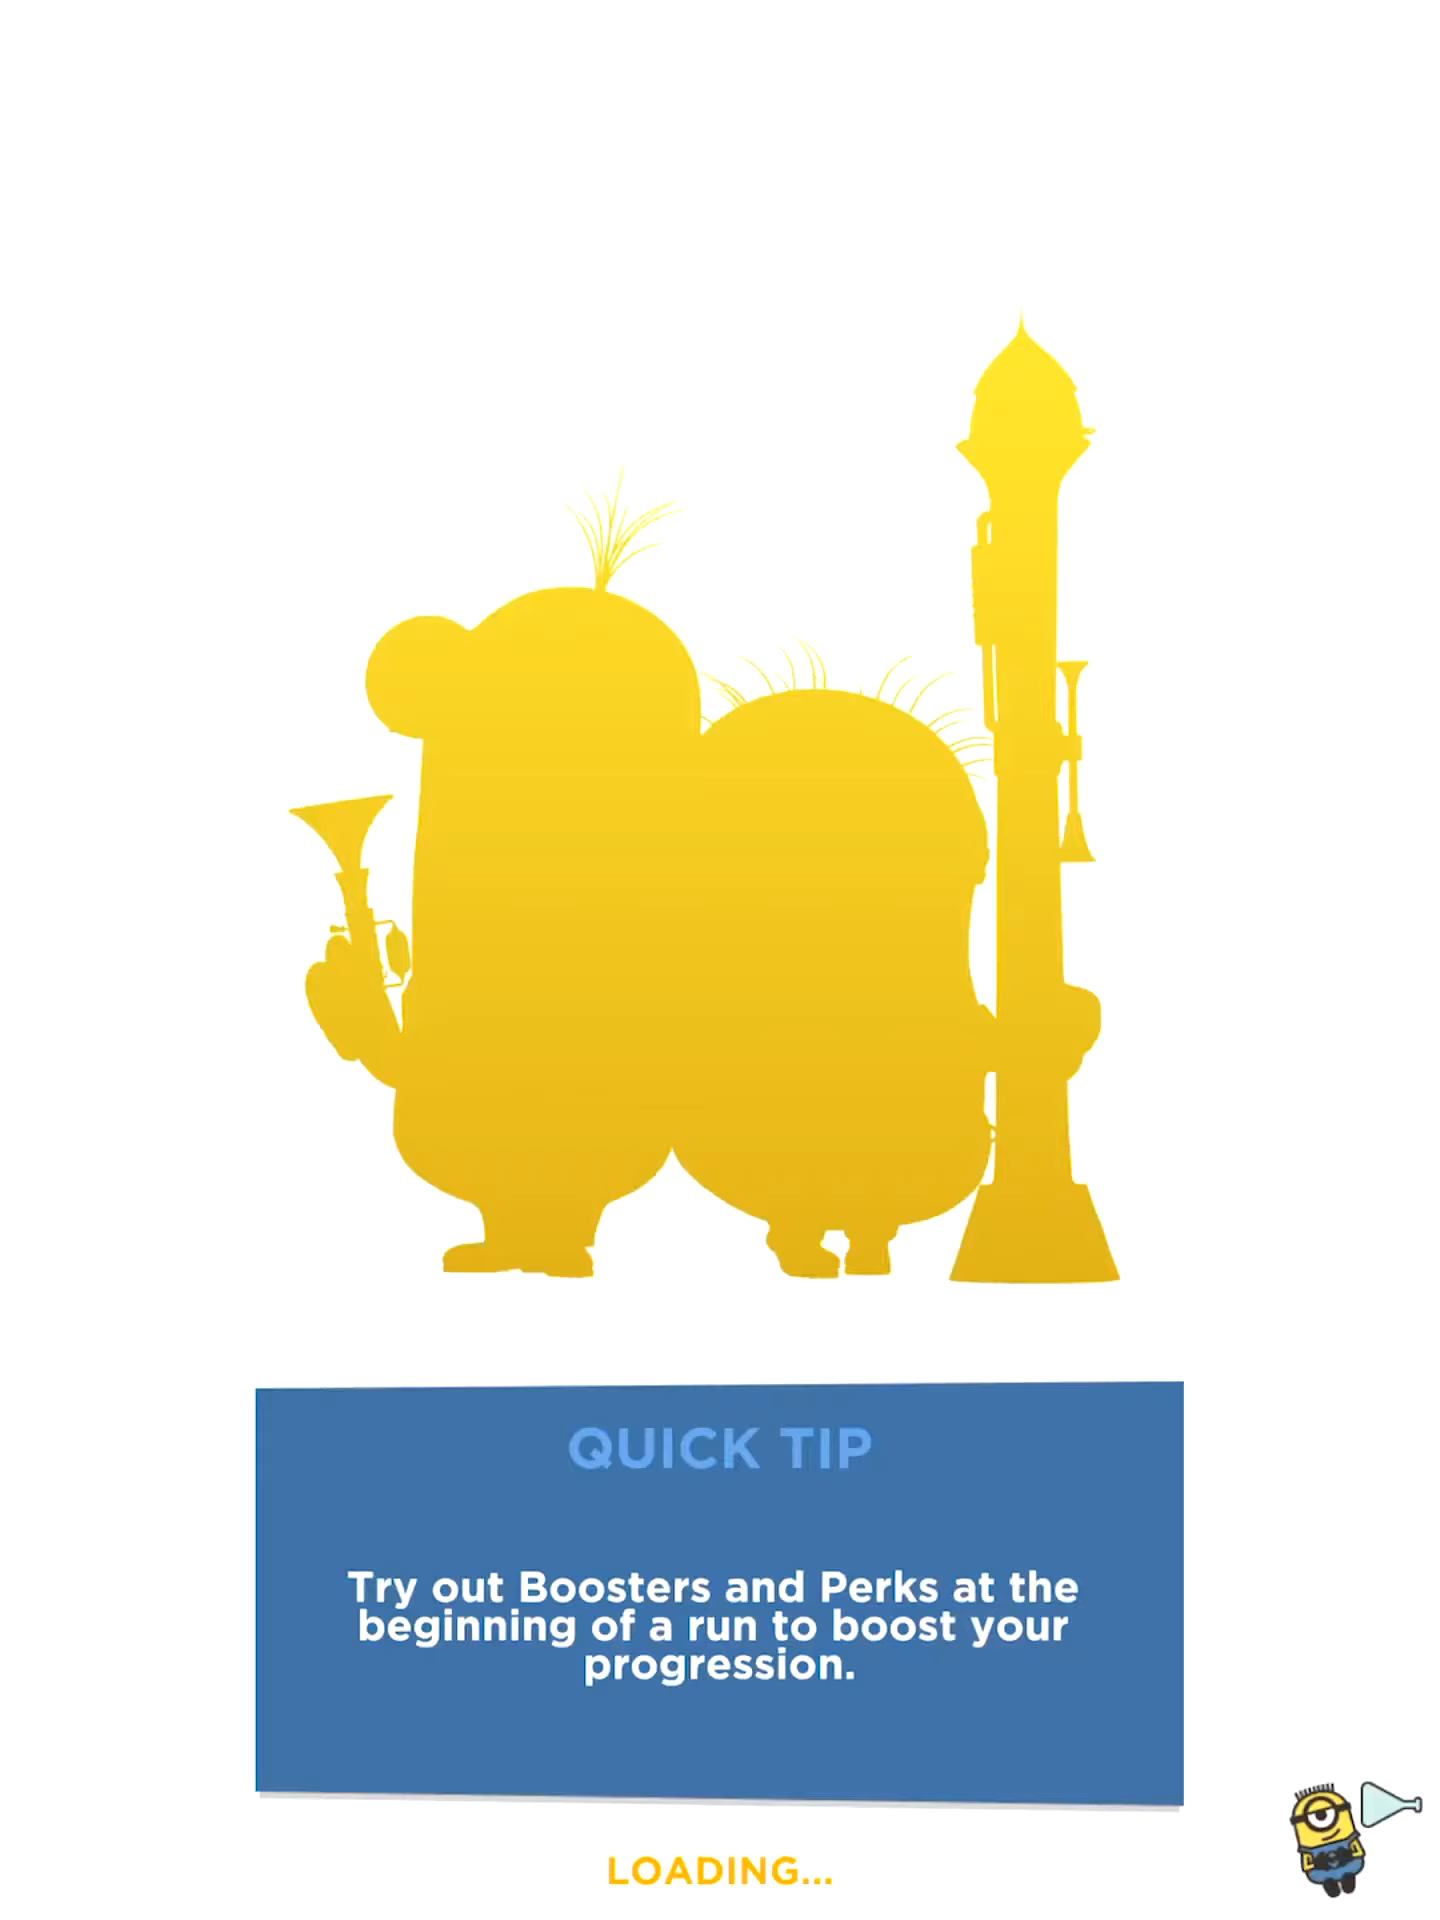 QUICK TIP
Try out Boosters and Perks at the
beginning of a run to boost your
progression.
LOADING...